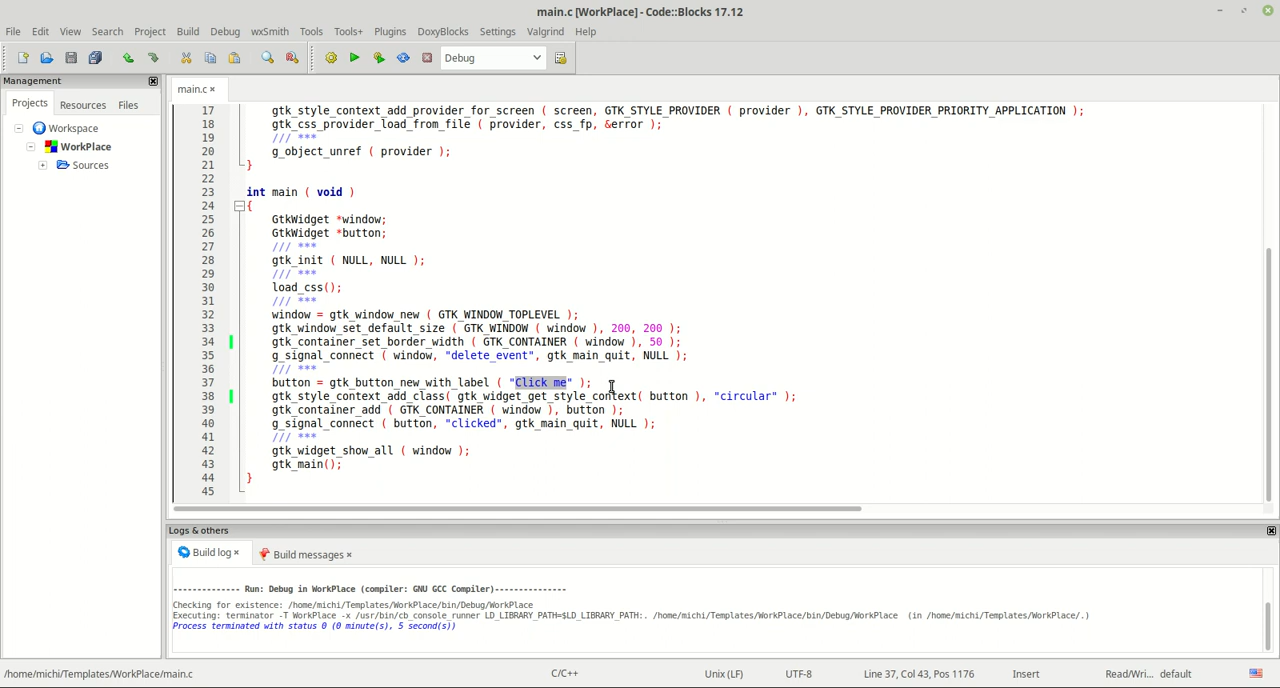 main.c [WorkPlace] - Code::Blocks 17.12
File Edit View Search Project Build Debug wxSmith Tools Tools+ Plugins DoxyBlocks Settings Valgrind Help
Debug
Management
Projects Resources Files
Workspace
WorkPlace
Sources
main.c
17 gtk_style_context_add_provider_for_screen ( screen, GTK_STYLE_PROVIDER ( provider ), GTK_STYLE_PROVIDER_PRIORITY_APPLICATION );
18 gtk_css_provider_load_from_file ( provider, css_fp, &error );
19 /// ***
20 g_object_unref ( provider );
21 }
22
23 int main ( void )
24 {
25 GtkWidget *window;
26 GtkWidget *button;
27 /// ***
28 gtk_init ( NULL, NULL );
29 /// ***
30 load_css();
31 /// ***
32 window = gtk_window_new ( GTK_WINDOW_TOPLEVEL );
33 gtk_window_set_default_size ( GTK_WINDOW ( window ), 200, 200 );
34 gtk_container_set_border_width ( GTK_CONTAINER ( window ), 50 );
35 g_signal_connect ( window, "delete_event", gtk_main_quit, NULL );
36 /// ***
37 button = gtk_button_new_with_label ( "Click me" );
38 gtk_style_context_add_class( gtk_widget_get_style_context( button ), "circular" );
39 gtk_container_add ( GTK_CONTAINER ( window ), button );
40 g_signal_connect ( button, "clicked", gtk_main_quit, NULL );
41 /// ***
42 gtk_widget_show_all ( window );
43 gtk_main();
44 }
45
Logs & others
Build log Build messages
-------------- Run: Debug in WorkPlace (compiler: GNU GCC Compiler)---------------
Checking for existence: /home/michi/Templates/WorkPlace/bin/Debug/WorkPlace
Executing: terminator -T WorkPlace -x /usr/bin/cb_console_runner LD_LIBRARY_PATH=$LD_LIBRARY_PATH:. /home/michi/Templates/WorkPlace/bin/Debug/WorkPlace  (in /home/michi/Templates/WorkPlace/.)
Process terminated with status 0 (0 minute(s), 5 second(s))
/home/michi/Templates/WorkPlace/main.c C/C++ Unix (LF) UTF-8 Line 37, Col 43, Pos 1176 Insert Read/Wri... default